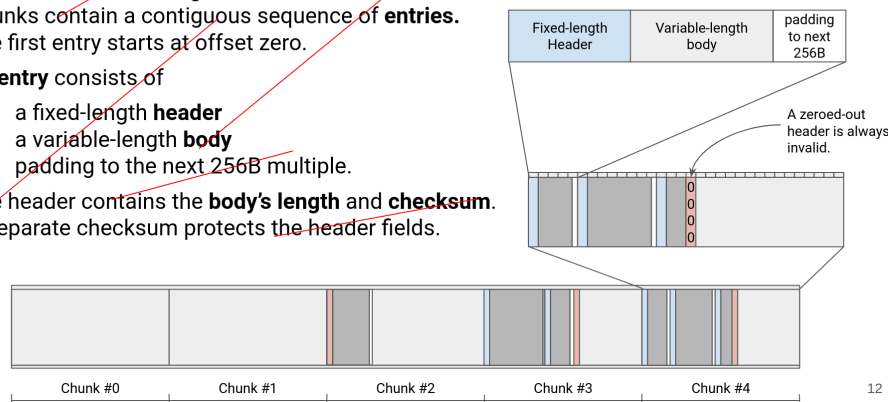 unks contain a contiguous sequence of entries.
e first entry starts at offset zero.
entry consists of
a fixed-length header
a variable-length body
padding to the next 256B multiple.
e header contains the body's length and checksum.
eparate checksum protects the header fields.
Fixed-length
Header
Variable-length
body
padding
to next
256B
A zeroed-out
header is always
invalid.
0
0
0
0
Chunk #0
Chunk #1
Chunk #2
Chunk #3
Chunk #4
12